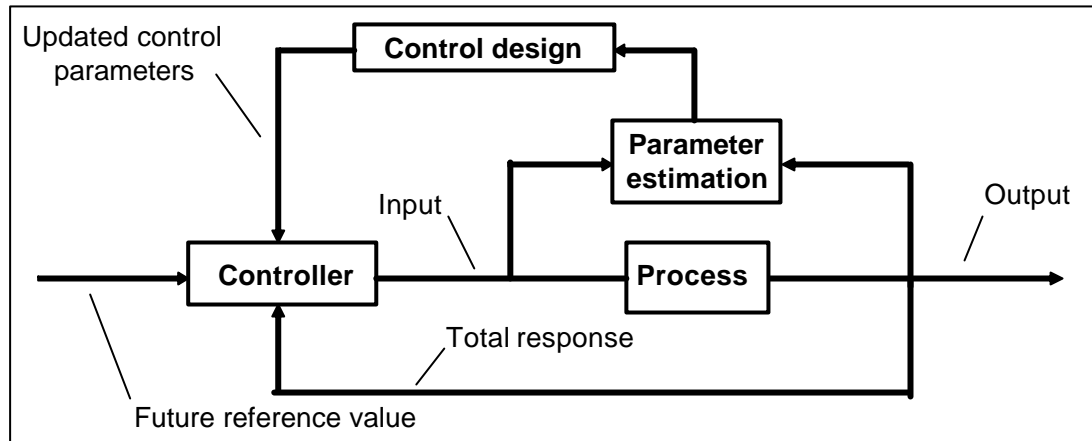 Updated control
parameters
Control design
Parameter
estimation
Input
Output
Controller
Process
Total response
Future reference value